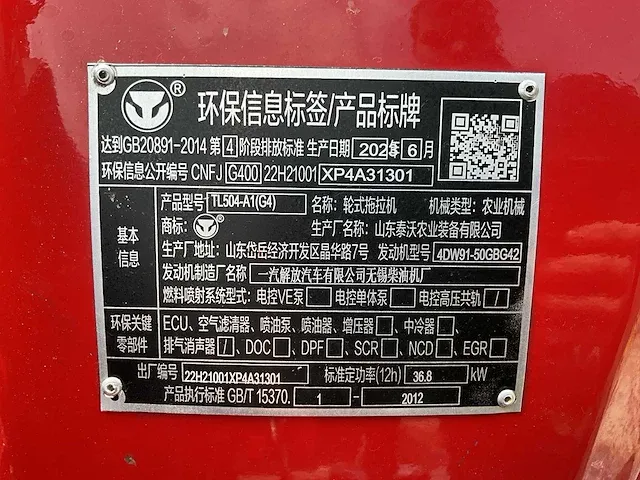 ® 环保信息标签/产品标牌
达到GB20891-2014 第 4 阶段排放标准 生产日期 202 年 6 月
环保信息公开编号 CNFJ G400 22H21001 XP4A31301
产品型号 TL504-A1(G4) 名称: 轮式拖拉机 机械类型: 农业机械
商标: ® 生产厂名称: 山东泰沃农业装备有限公司
基本信息
生产厂地址: 山东岱岳经济开发区晶华路7号 发动机型号 4DW91-50GBG42
发动机制造厂名称 一汽解放汽车有限公司无锡柴油机厂
燃料喷射系统型式: 电控VE泵 电控单体泵 电控高压共轨 /
环保关键零部件
ECU、空气滤清器、喷油泵、喷油器、增压器 、中冷器 、
排气消声器 / 、DOC 、DPF 、SCR 、NCD 、EGR
出厂编号 22H21001XP4A31301 标准定功率(12h) 36.8 kW
产品执行标准 GB/T 15370. 1 - 2012